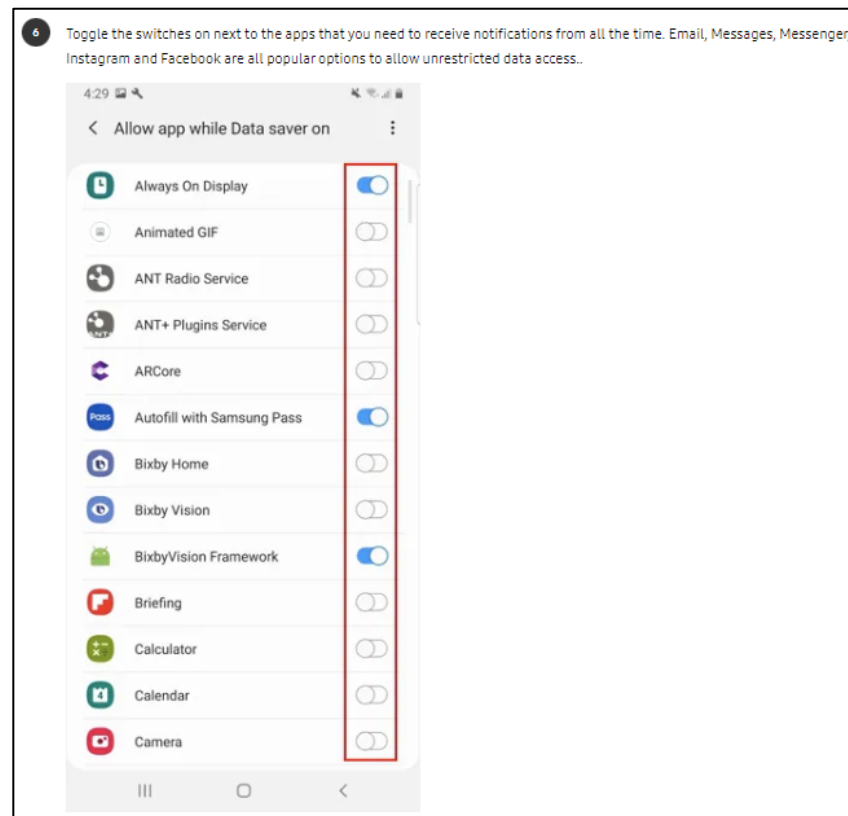 6
Toggle the switches on next to the apps that you need to receive notifications from all the time. Email, Messages, Messenger,
Instagram and Facebook are all popular options to allow unrestricted data access..
4:29
Allow app while Data saver on
Always On Display
Animated GIF
ANT Radio Service
ANT+ Plugins Service
ARCore
Pass Autofill with Samsung Pass
Bixby Home
Bixby Vision
BixbyVision Framework
Briefing
Calculator
4 Calendar
Camera